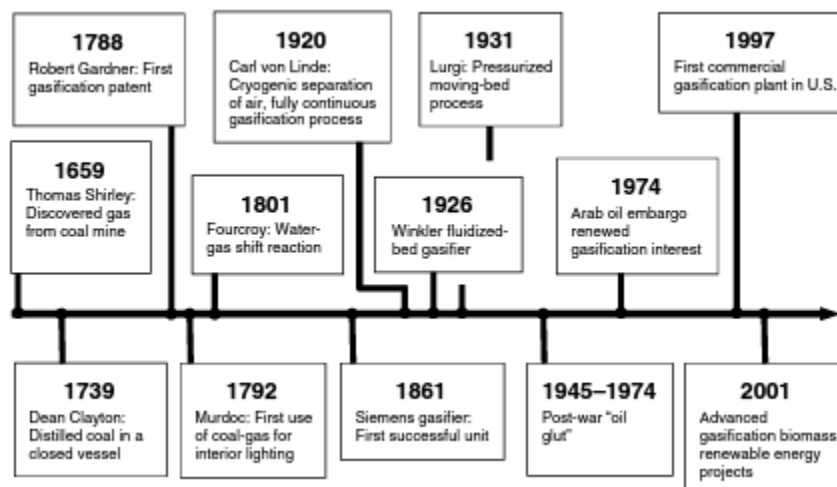 1788
Robert Gardner: First
gasification patent
1920
Carl von Linde:
Cryogenic separation
of air, fully continuous
gasification process
1931
Lurgi: Pressurized
moving-bed
process
1997
First commercial
gasification plant in U.S.
1659
Thomas Shirley:
Discovered gas
from coal mine
1801
Fourcroy: Water-
gas shift reaction
1926
Winkler fluidized-
bed gasifier
1974
Arab oil embargo
renewed
gasification interest
1739
Dean Clayton:
Distilled coal in a
closed vessel
1792
Murdoc: First use
of coal-gas for
interior lighting
1861
Siemens gasifier:
First successful unit
1945–1974
Post-war “oil
glut”
2001
Advanced
gasification biomass
renewable energy
projects